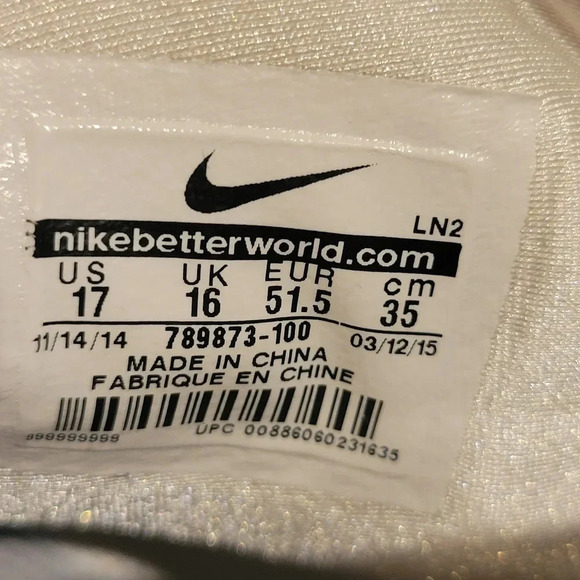 LN2
nikebetterworld.com
US UK EUR cm
17 16 51.5 35
11/14/14 789873-100 03/12/15
MADE IN CHINA
FABRIQUE EN CHINE
9999999999 UPC 00886060231635